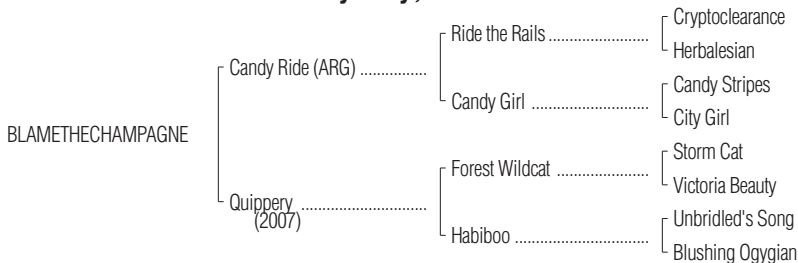 Cryptoclearance
Ride the Rails ........................
Herbalesian
Candy Ride (ARG) ................
Candy Stripes
Candy Girl ............................
City Girl
BLAMETHECHAMPAGNE
Storm Cat
Forest Wildcat ......................
Victoria Beauty
Quippery ..............................
(2007)
Unbridled's Song
Habiboo ................................
Blushing Ogygian